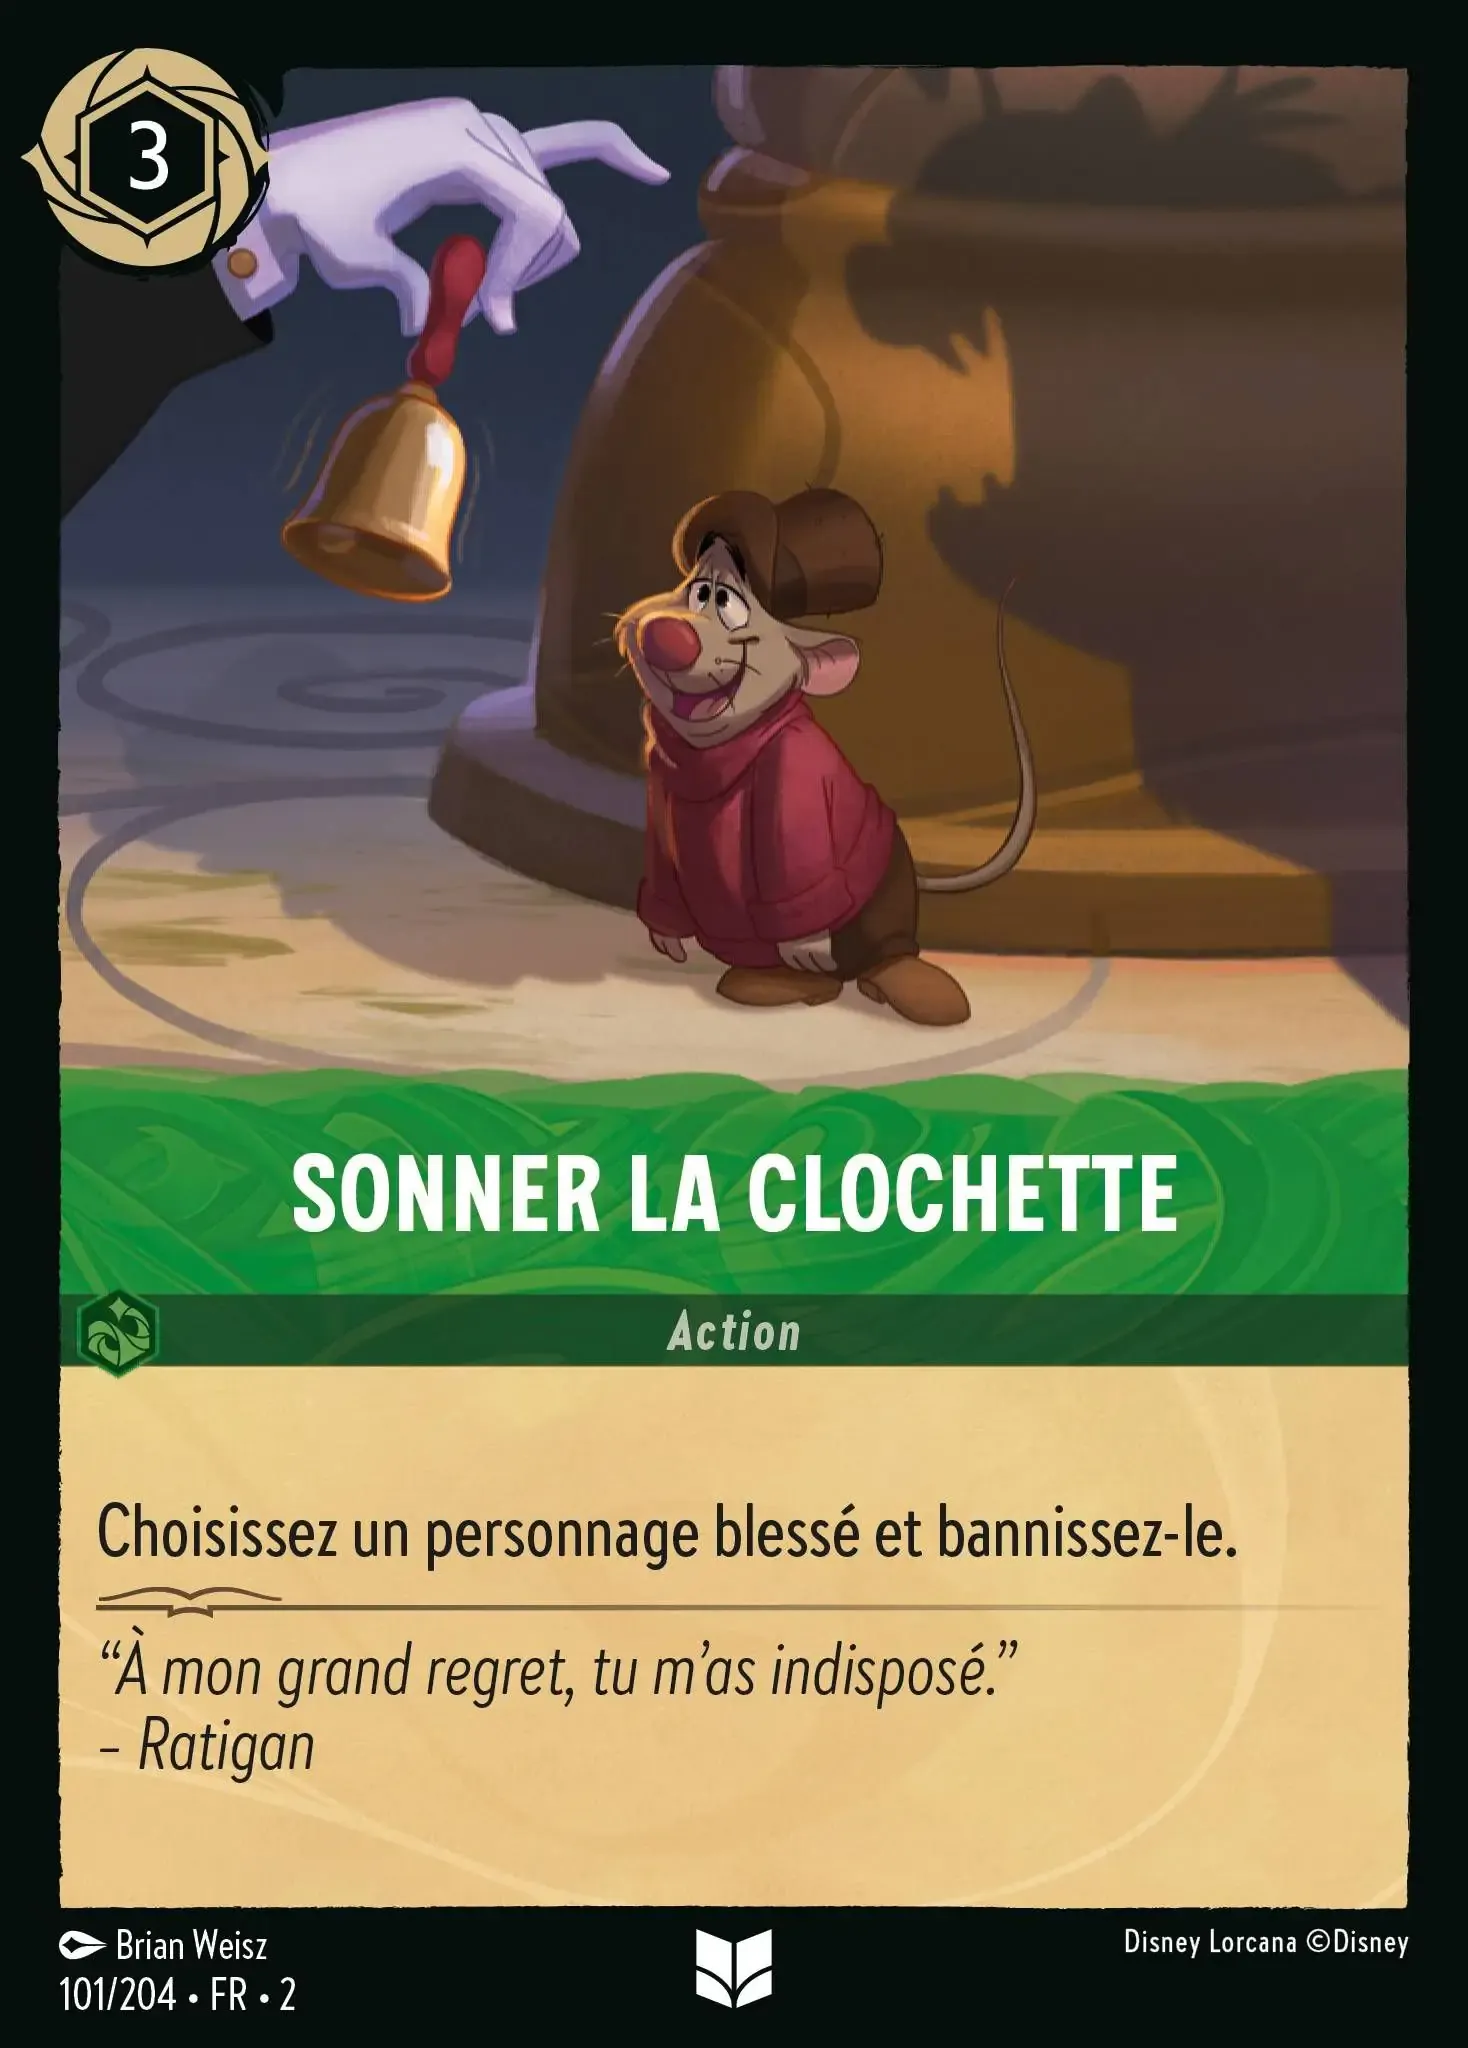 3
SONNER LA CLOCHETTE
Action
Choisissez un personnage blessé et bannissez-le.
“À mon grand regret, tu m’as indisposé.”
– Ratigan
Brian Weisz
Disney Lorcana ©Disney
101/204 • FR • 2